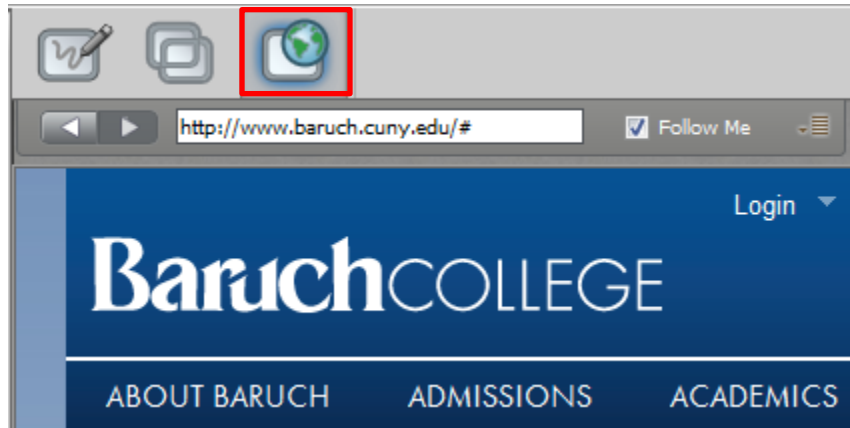 http://www.baruch.cuny.edu/# Follow Me
Login
BaruchCOLLEGE
ABOUT BARUCH ADMISSIONS ACADEMICS